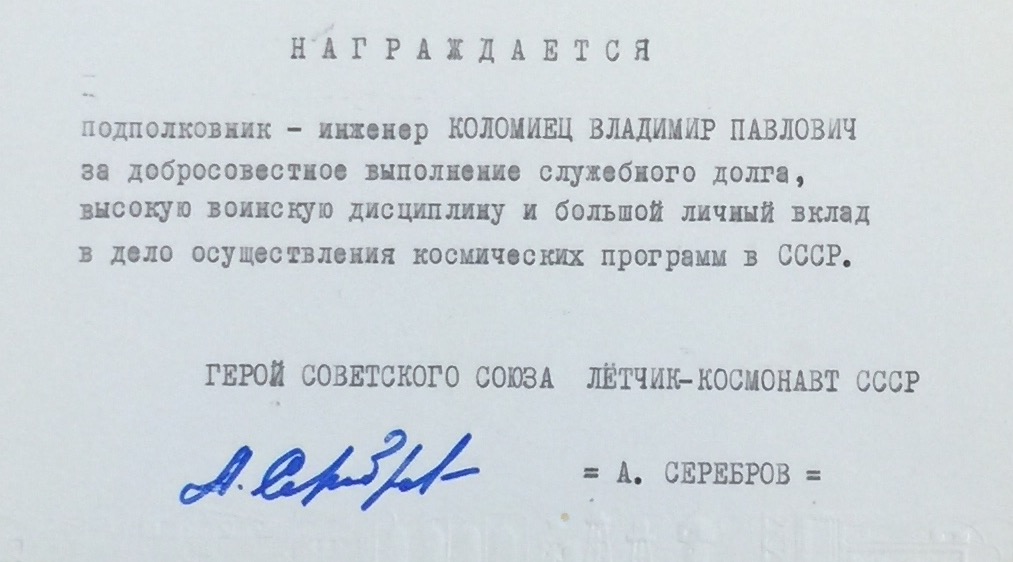 НАГРАЖДАЕТСЯ
подполковник - инженер КОЛОМИЕЦ ВЛАДИМИР ПАВЛОВИЧ
за добросовестное выполнение служебного долга,
высокую воинскую дисциплину и большой личный вклад
в дело осуществления космических программ в СССР.
ГЕРОЙ СОВЕТСКОГО СОЮЗА ЛЁТЧИК-КОСМОНАВТ СССР
А. Серебров = А. СЕРЕБРОВ =